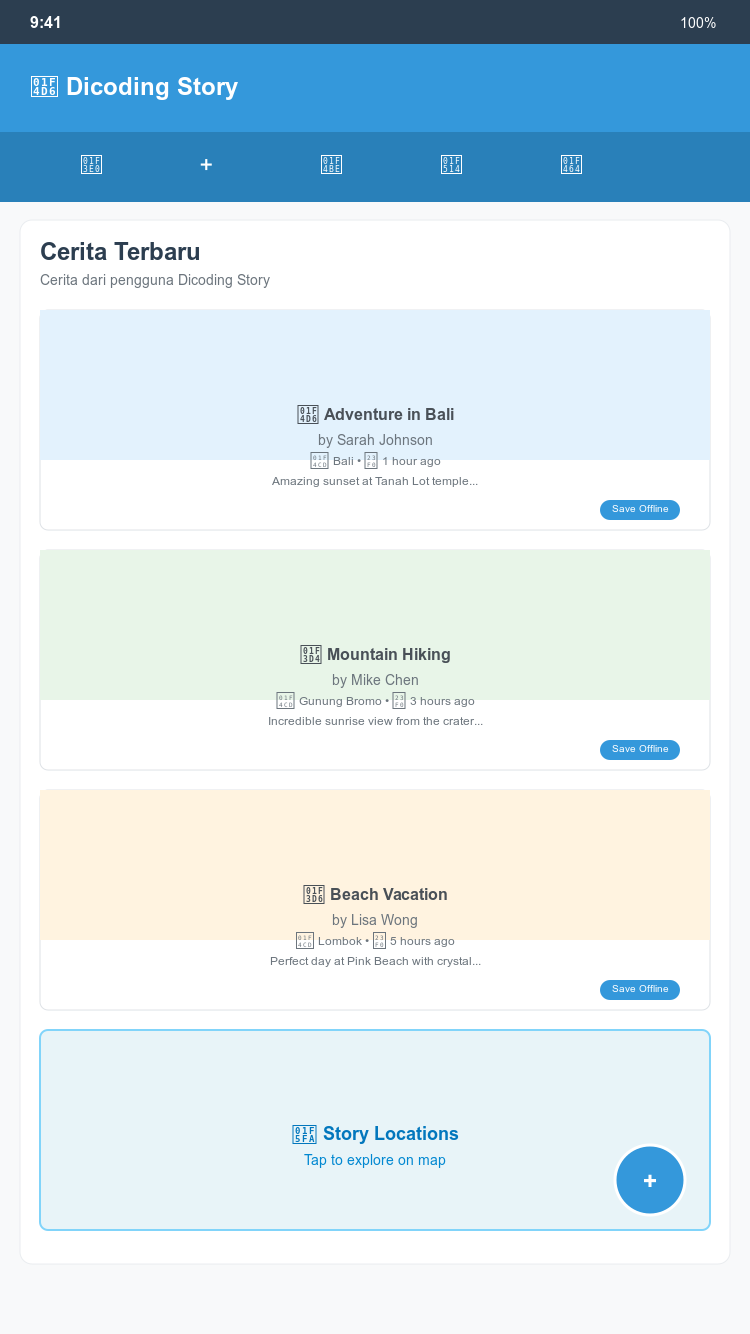 9:41 100%
Dicoding Story
+
Cerita Terbaru
Cerita dari pengguna Dicoding Story
Adventure in Bali
by Sarah Johnson
Bali • 1 hour ago
Amazing sunset at Tanah Lot temple...
Save Offline
Mountain Hiking
by Mike Chen
Gunung Bromo • 3 hours ago
Incredible sunrise view from the crater...
Save Offline
Beach Vacation
by Lisa Wong
Lombok • 5 hours ago
Perfect day at Pink Beach with crystal...
Save Offline
Story Locations
Tap to explore on map
+